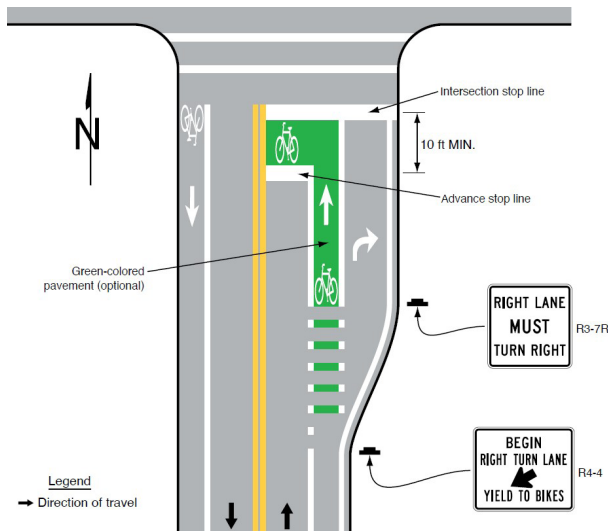 Intersection stop line
N
10 ft MIN.
Advance stop line
Green-colored
pavement (optional)
RIGHT LANE
MUST
TURN RIGHT
R3-7R
BEGIN
RIGHT TURN LANE
YIELD TO BIKES
R4-4
Legend
Direction of travel